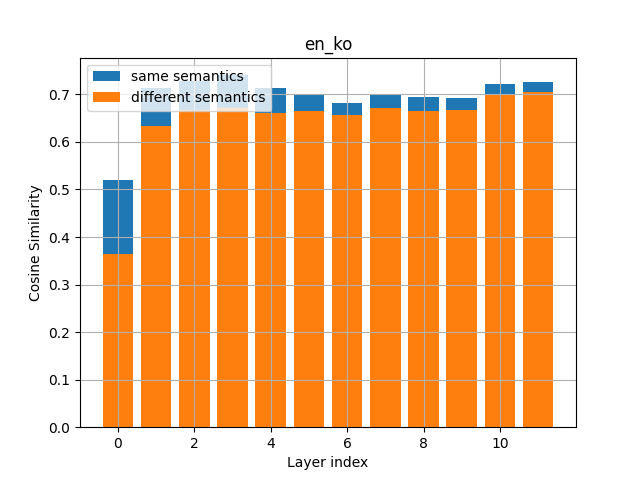 en_ko
same semantics
different semantics
0.7
0.6
0.5
0.4
0.3
0.2
0.1
0.0
Cosine Similarity
0 2 4 6 8 10
Layer index